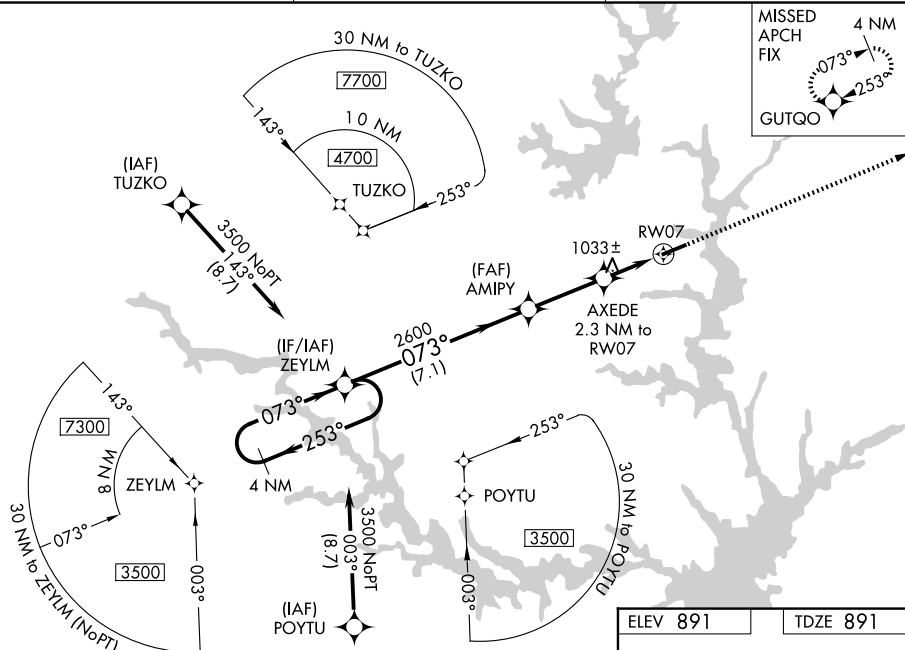 MISSED
APCH
FIX
4 NM
073°
253°
GUTQO
30 NM to TUZKO
7700
143°
10 NM
4700
TUZKO
253°
(IAF)
TUZKO
3500 NoPT
143°
(8.7)
RW07
1033±
(FAF)
AMIPY
AXEDE
2.3 NM to
RW07
2600
073°
(7.1)
(IF/IAF)
ZEYLM
073°
253°
4 NM
143°
7300
8 NM
ZEYLM
073°
3500
003°
30 NM to ZEYLM (NoPT)
3500 NoPT
003°
(8.7)
(IAF)
POYTU
253°
POYTU
3500
003°
30 NM to POYTU
ELEV 891
TDZE 891